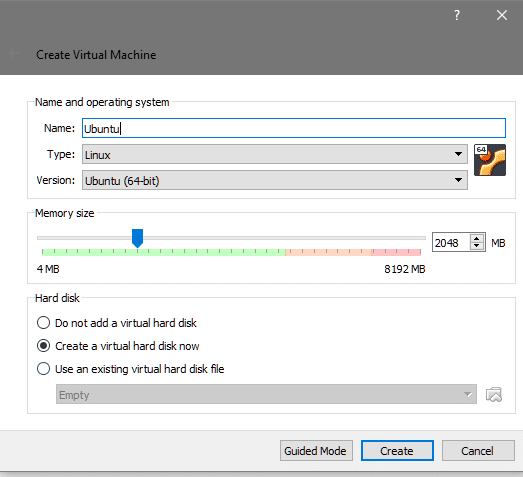 ?
Create Virtual Machine
Name and operating system
Name: Ubuntu
Type: Linux
64
Version: Ubuntu (64-bit)
Memory size
2048 MB
4 MB 8192 MB
Hard disk
Do not add a virtual hard disk
Create a virtual hard disk now
Use an existing virtual hard disk file
Empty
Guided Mode Create Cancel